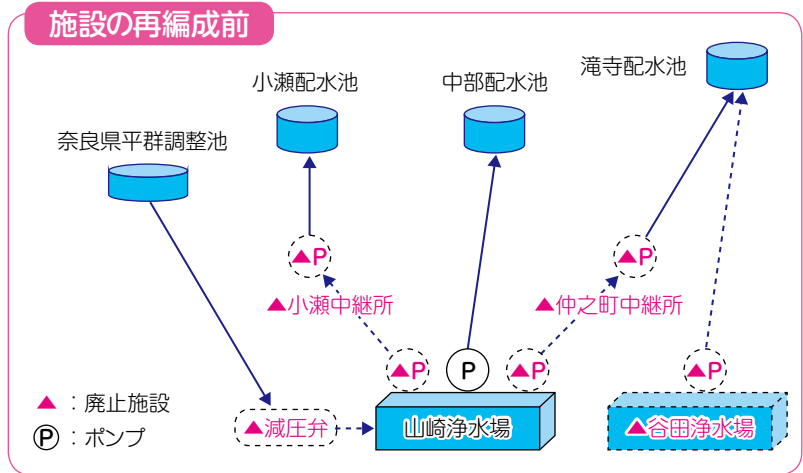 施設の再編成前
滝寺配水池
小瀬配水池
中部配水池
奈良県平群調整池
▲P
▲P
▲小瀬中継所
▲仲之町中継所
▲P
P
▲P
▲P
▲：廃止施設
Ⓟ：ポンプ
▲減圧弁
山崎浄水場
▲谷田浄水場